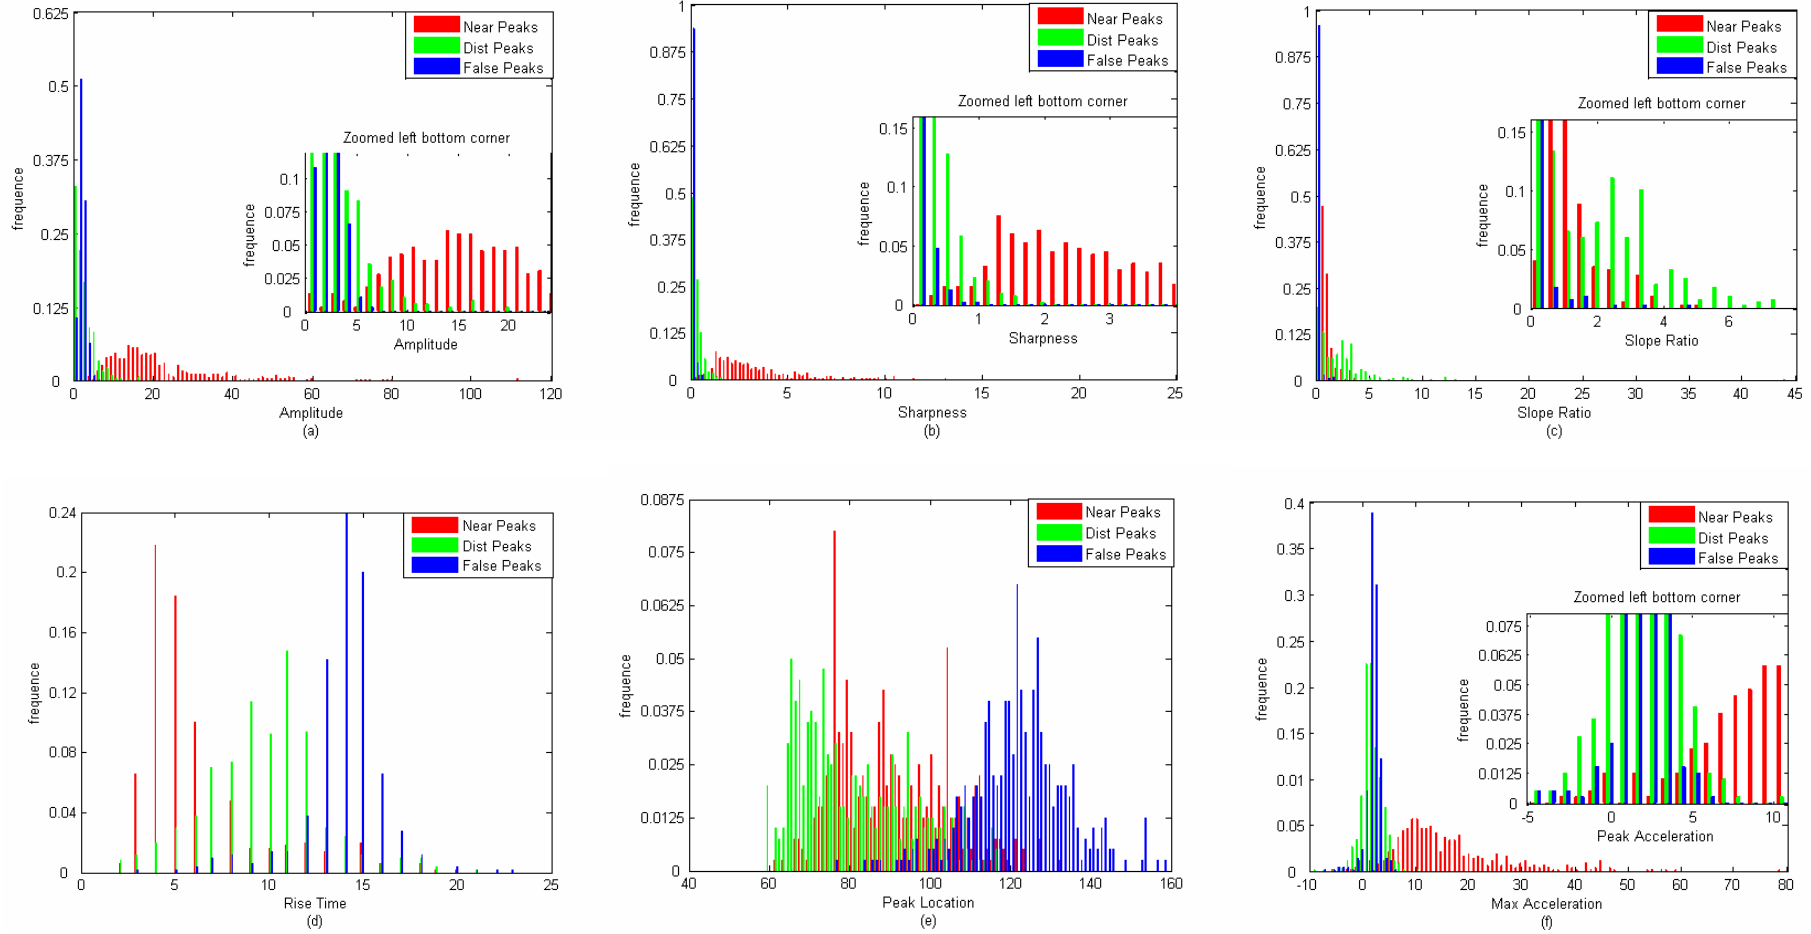 0.625
0.5
0.375
0.25
0.125
0
frequence
Near Peaks
Dist Peaks
False Peaks
Zoomed left bottom corner
0.1
0.075
0.05
0.025
0
frequence
0 5 10 15 20
Amplitude
0 20 40 60 80 100 120
Amplitude
(a)
1
0.875
0.75
0.625
0.5
0.375
0.25
0.125
0
frequence
Near Peaks
Dist Peaks
False Peaks
Zoomed left bottom corner
0.15
0.1
0.05
0
frequence
1 2 3
Sharpness
0 5 10 15 20 25
Sharpness
(b)
1
0.875
0.75
0.625
0.5
0.375
0.25
0.125
0
frequence
Near Peaks
Dist Peaks
False Peaks
Zoomed left bottom corner
0.15
0.1
0.05
0
frequence
0 2 4 6
Slope Ratio
0 5 10 15 20 25 30 35 40 45
Slope Ratio
(c)
0.24
0.2
0.16
0.12
0.08
0.04
0
frequence
Near Peaks
Dist Peaks
False Peaks
0 5 10 15 20 25
Rise Time
(d)
0.0875
0.075
0.0625
0.05
0.0375
0.025
0.0125
0
frequence
Near Peaks
Dist Peaks
False Peaks
40 60 80 100 120 140 160
Peak Location
(e)
0.4
0.35
0.3
0.25
0.2
0.15
0.01
0.05
0
frequence
Near Peaks
Dist Peaks
False Peaks
Zoomed left bottom corner
0.075
0.0625
0.05
0.0375
0.025
0.0125
0
frequence
-5 0 5 10
Peak Acceleration
-10 0 10 20 30 40 50 60 70 80
Max Acceleration
(f)